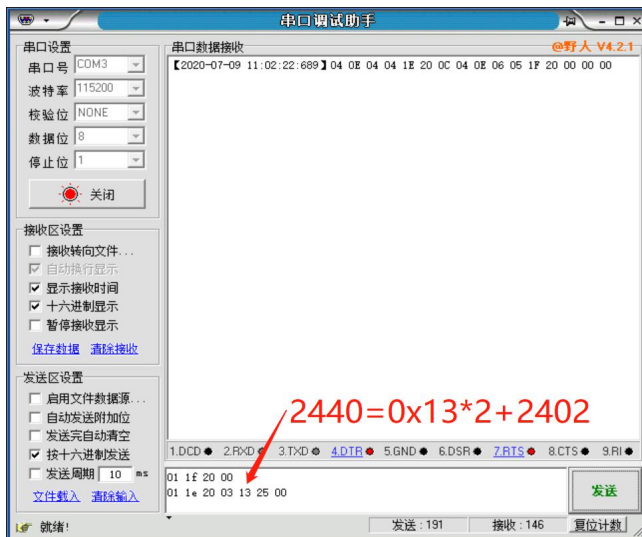 串口调试助手
串口设置
串口号 COM3
波特率 115200
校验位 NONE
数据位 8
停止位 1
关闭
接收区设置
接收转向文件...
自动换行显示
显示接收时间
十六进制显示
暂停接收显示
保存数据 清除接收
发送区设置
启用文件数据源...
自动发送附加位
发送完自动清空
按十六进制发送
发送周期 10 ms
文件载入 清除输入
串口数据接收
@野人 V4.2.1
【2020-07-09 11:02:22:689】04 0E 04 04 1E 20 0C 04 0E 06 05 1F 20 00 00 00
2440=0x13*2+2402
1.DCD 2.RXD 3.TXD 4.DTR 5.GND 6.DSR 7.RTS 8.CTS 9.RI
01 1f 20 00
01 1e 20 03 13 25 00
发送
就绪! 发送:191 接收:146 复位计数